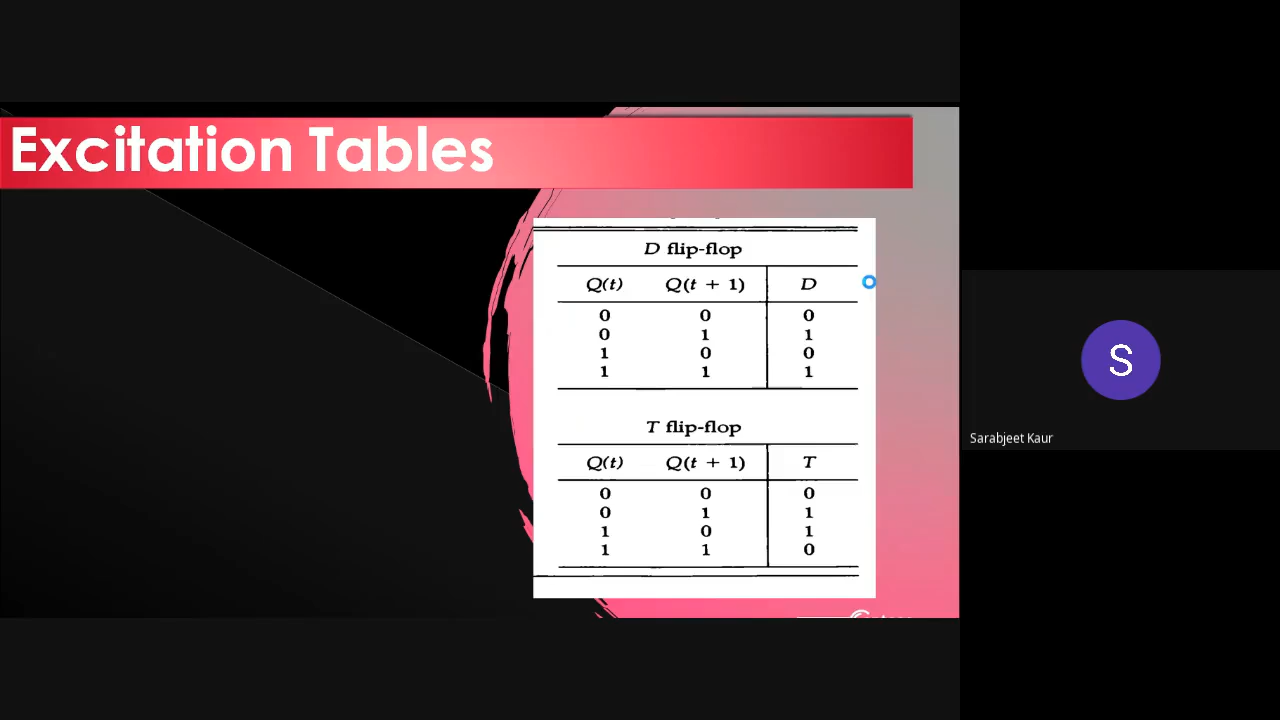 Excitation Tables
D flip-flop
Q(t) Q(t + 1) D
0 0 0
0 1 1
1 0 0
1 1 1
T flip-flop
Q(t) Q(t + 1) T
0 0 0
0 1 1
1 0 1
1 1 0
S
Sarabjeet Kaur